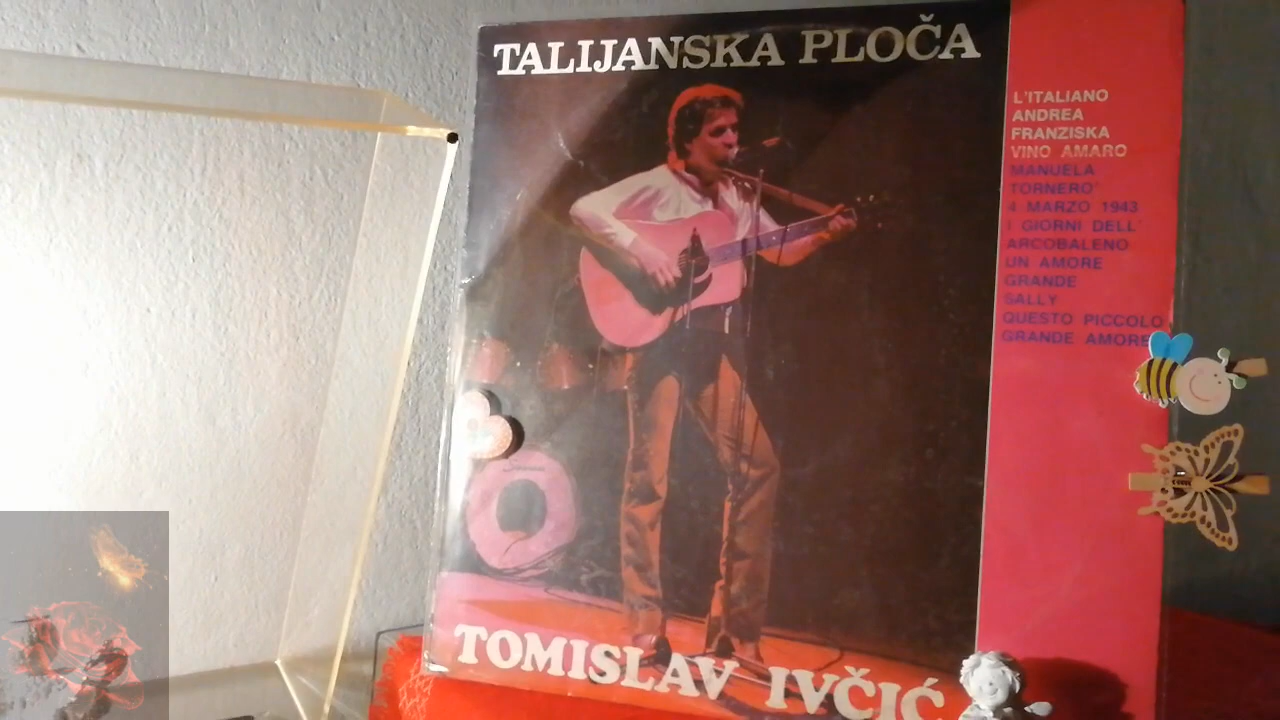 TALIJANSKA PLOČA
L'ITALIANO
ANDREA
FRANZISKA
VINO AMARO
MANUELA
TORNERO'
4 MARZO 1943
I GIORNI DELL'
ARCOBALENO
UN AMORE
GRANDE
SALLY
QUESTO PICCOLO
GRANDE AMORE
TOMISLAV IVČIĆ